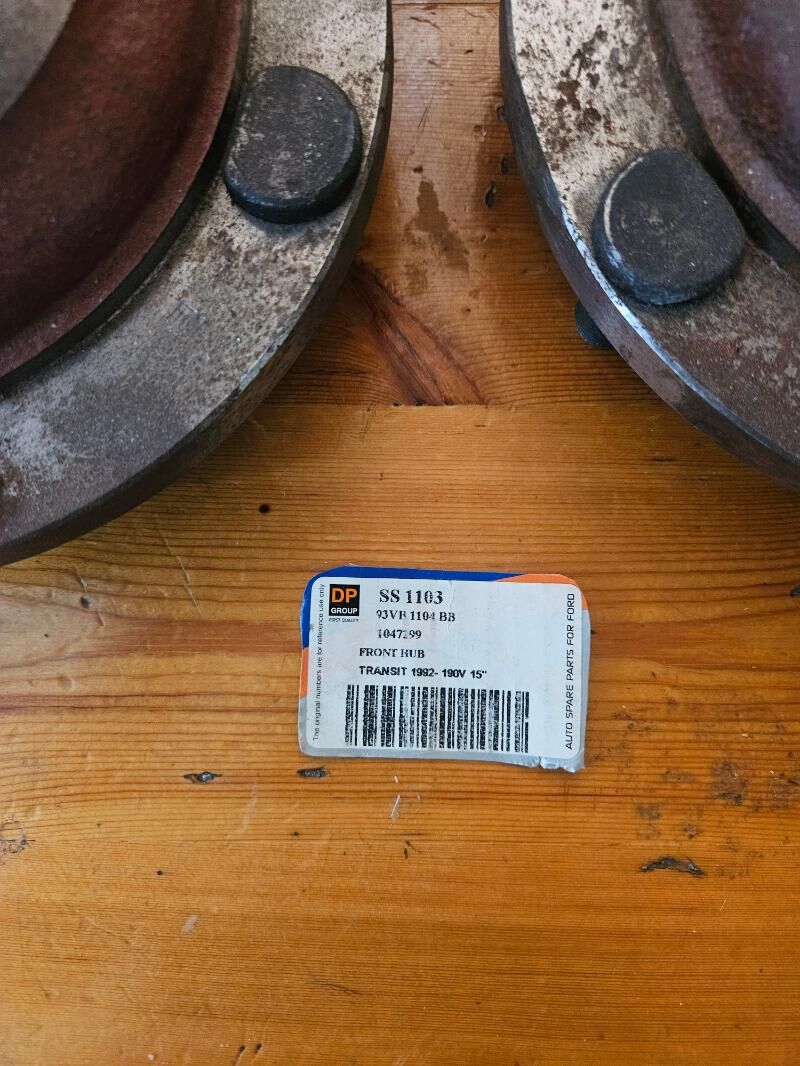 DP
GROUP
FIRST QUALITY
SS 1103
93VB 1104 BB
1047299
FRONT HUB
TRANSIT 1992- 190V 15"
The original numbers are for reference use only
AUTO SPARE PARTS FOR FORD